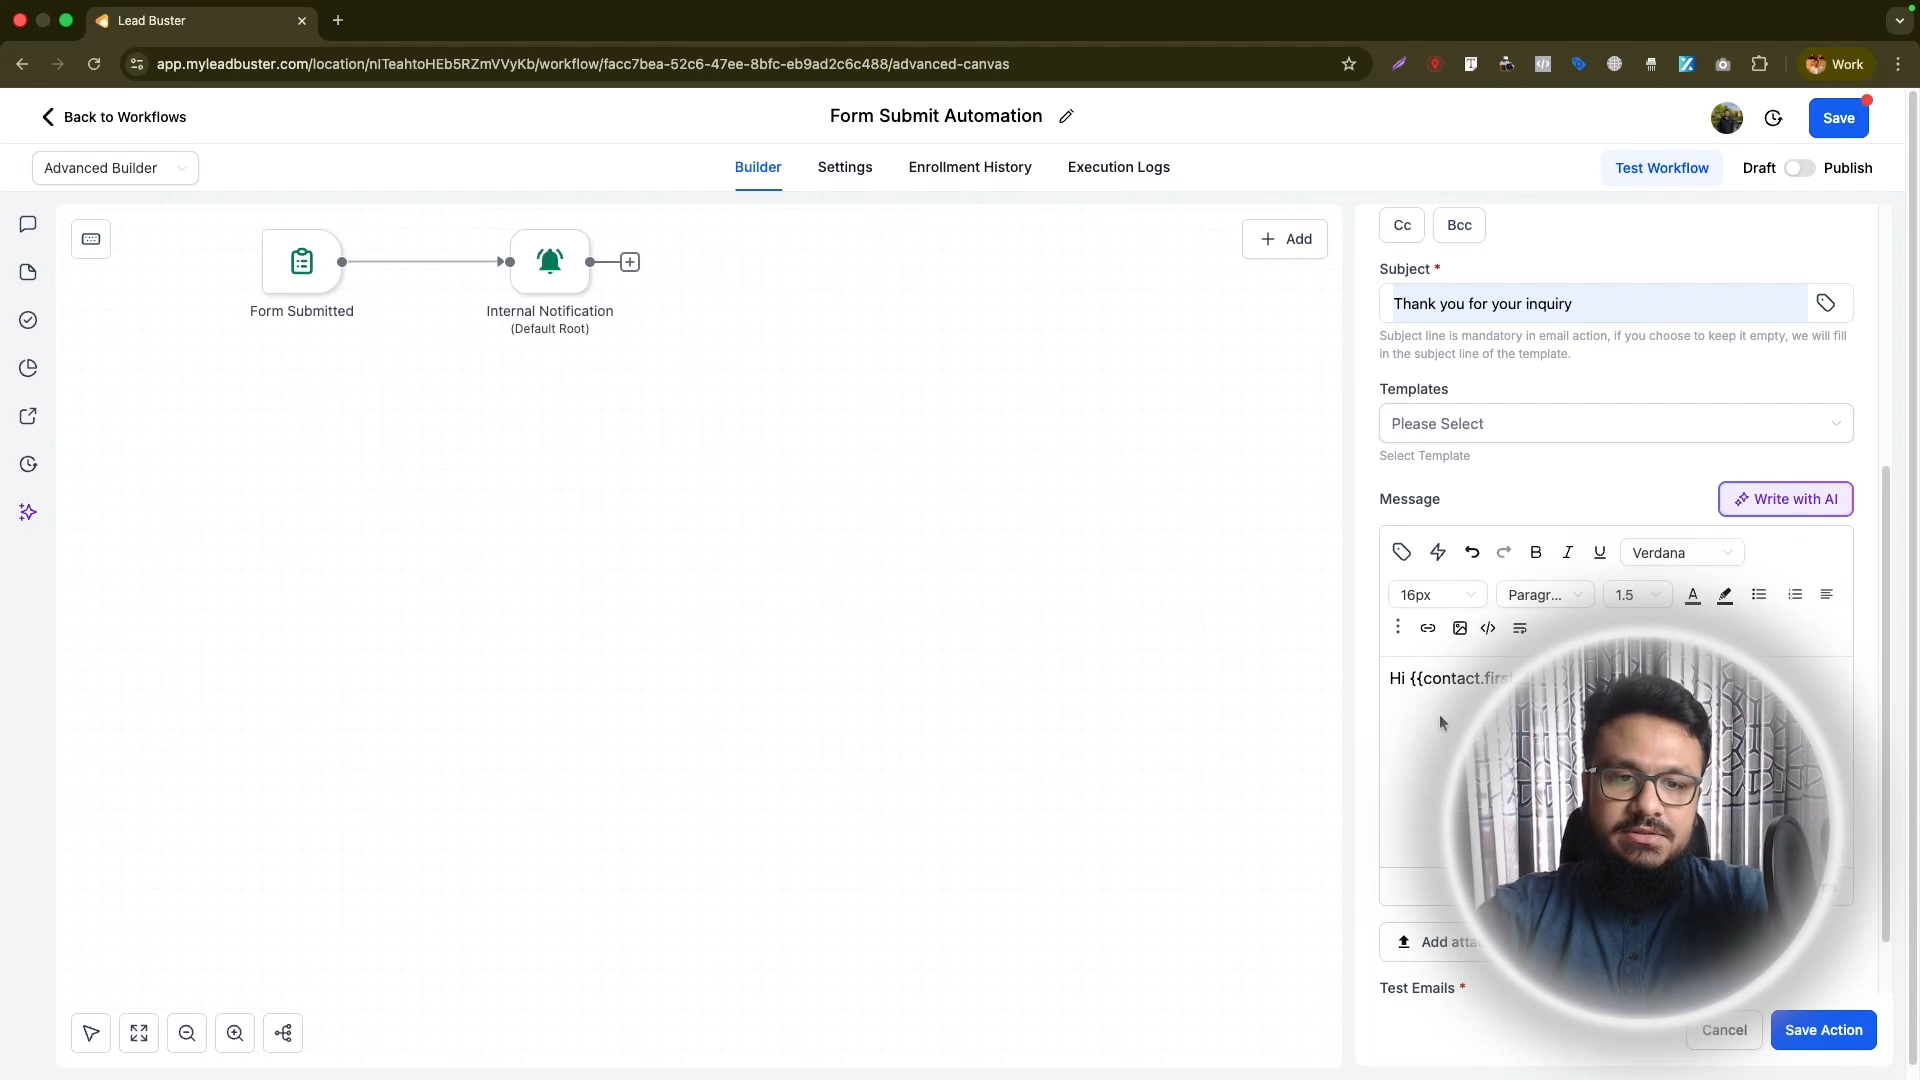 Lead Buster
app.myleadbuster.com/location/nITeahtoHEb5RZmVVyKb/workflow/facc7bea-52c6-47ee-8bfc-eb9ad2c6c488/advanced-canvas
Work
Back to Workflows
Form Submit Automation
Save
Advanced Builder
Builder
Settings
Enrollment History
Execution Logs
Test Workflow
Draft
Publish
Add
Form Submitted
Internal Notification
(Default Root)
Cc
Bcc
Subject *
Thank you for your inquiry
Subject line is mandatory in email action, if you choose to keep it empty, we will fill
in the subject line of the template.
Templates
Please Select
Select Template
Message
Write with AI
B I U
Verdana
16px
Paragr...
1.5
A
Hi {{contact.firs
Add atta
Test Emails *
Cancel
Save Action